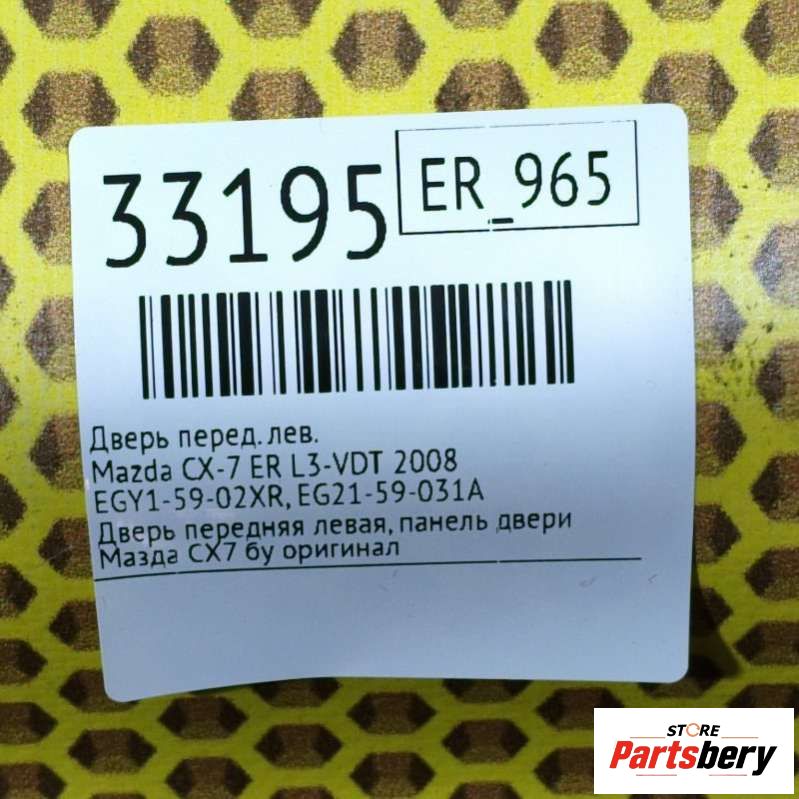 33195
ER_965
Дверь перед. лев.
Mazda CX-7 ER L3-VDT 2008
EGY1-59-02XR, EG21-59-031A
Дверь передняя левая, панель двери
Мазда СХ7 бу оригинал
STORE
Partsbery